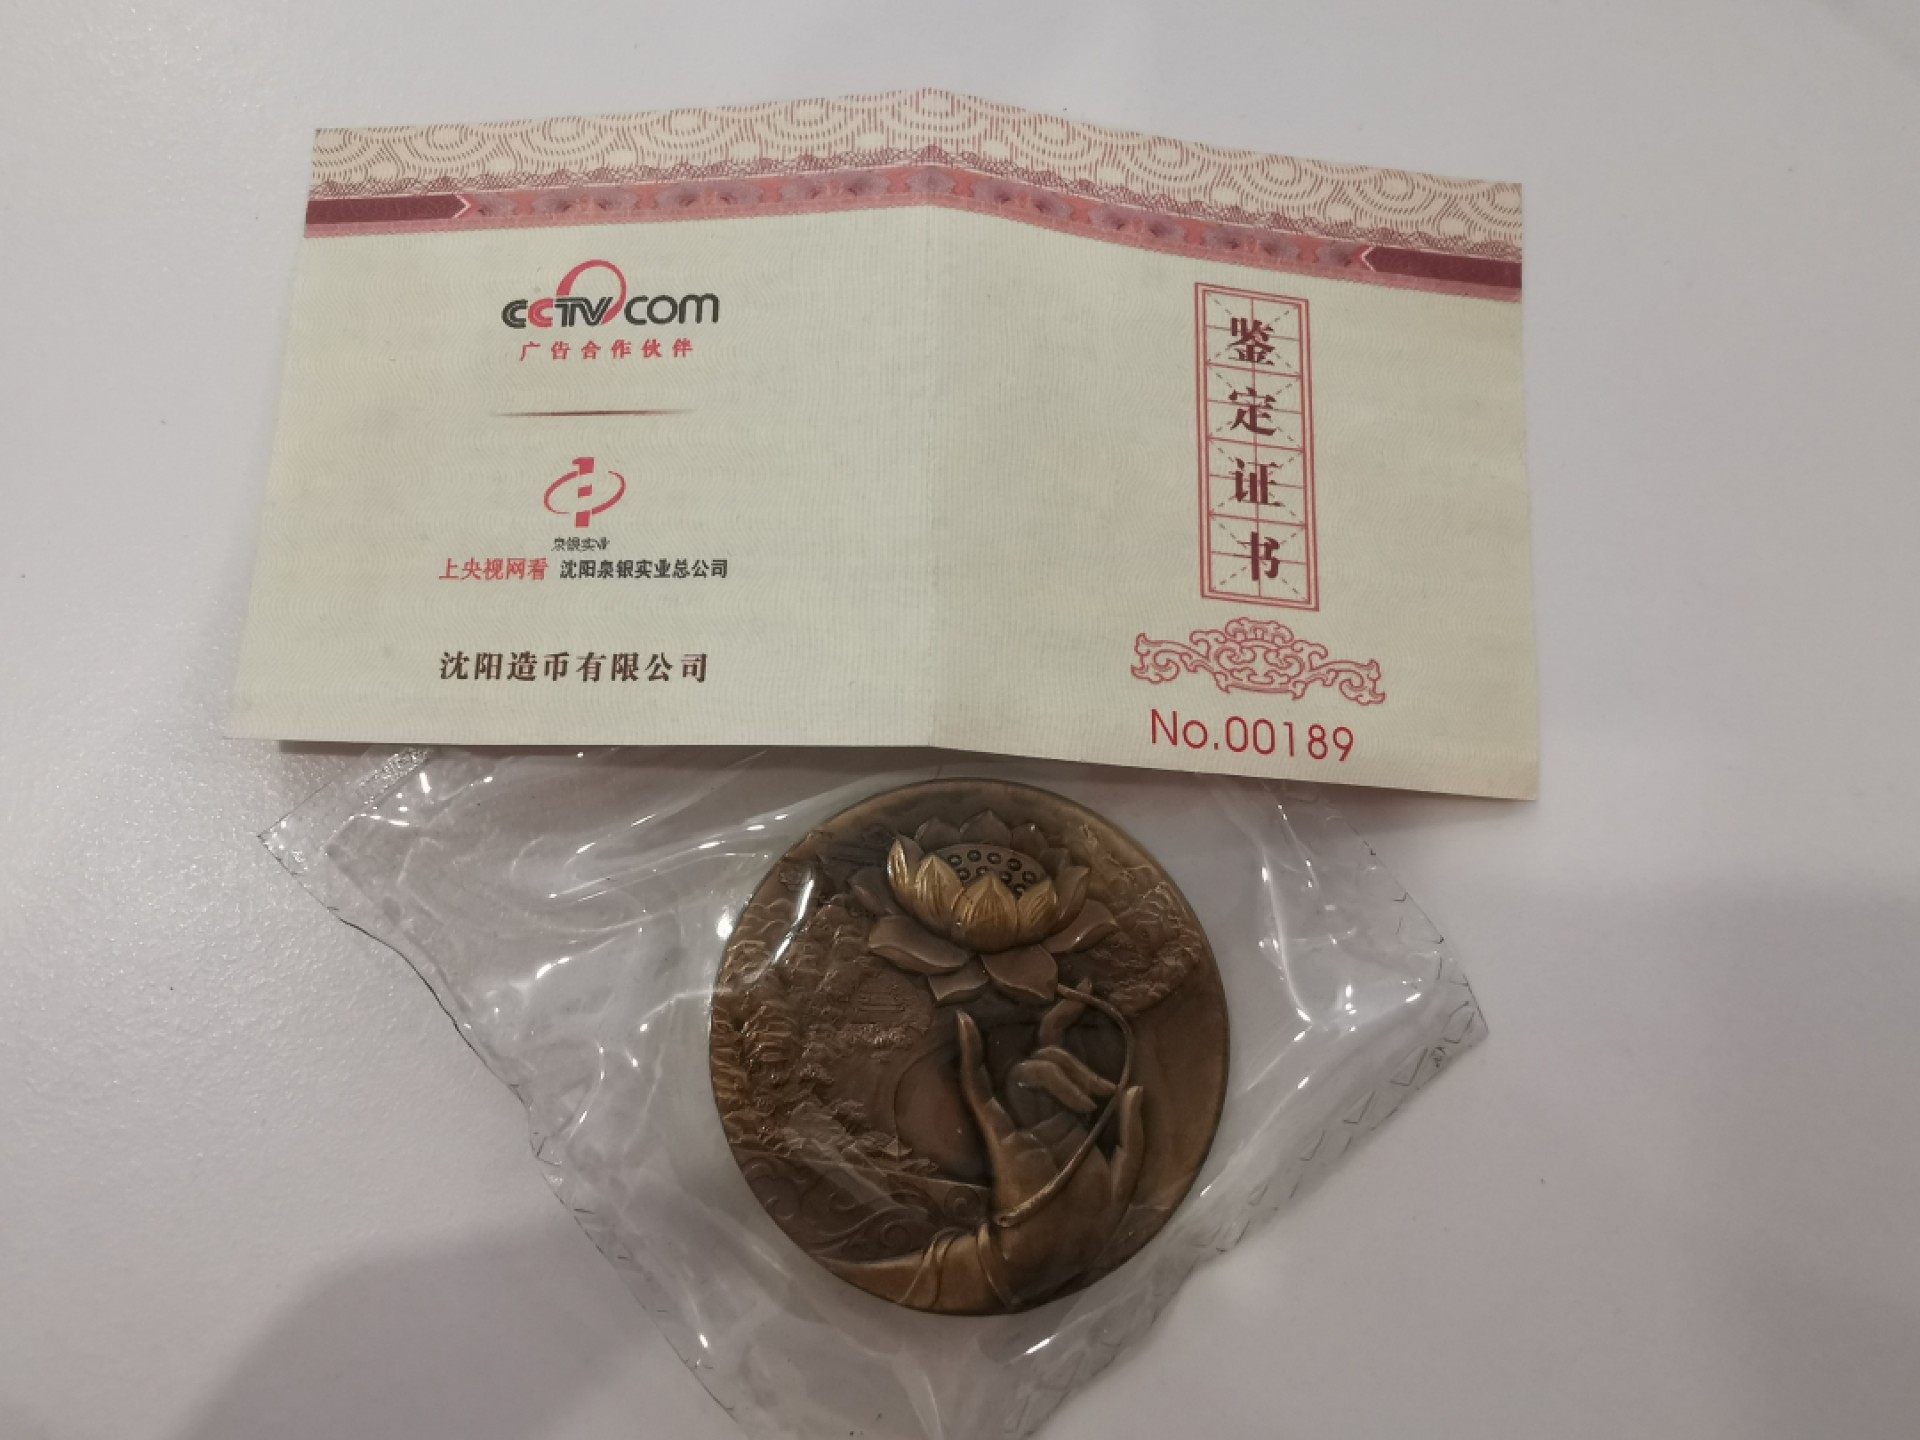 CCTV.com
广告合作伙伴
泉银实业
上央视网看 沈阳泉银实业总公司
沈阳造币有限公司
鉴定证书
No.00189